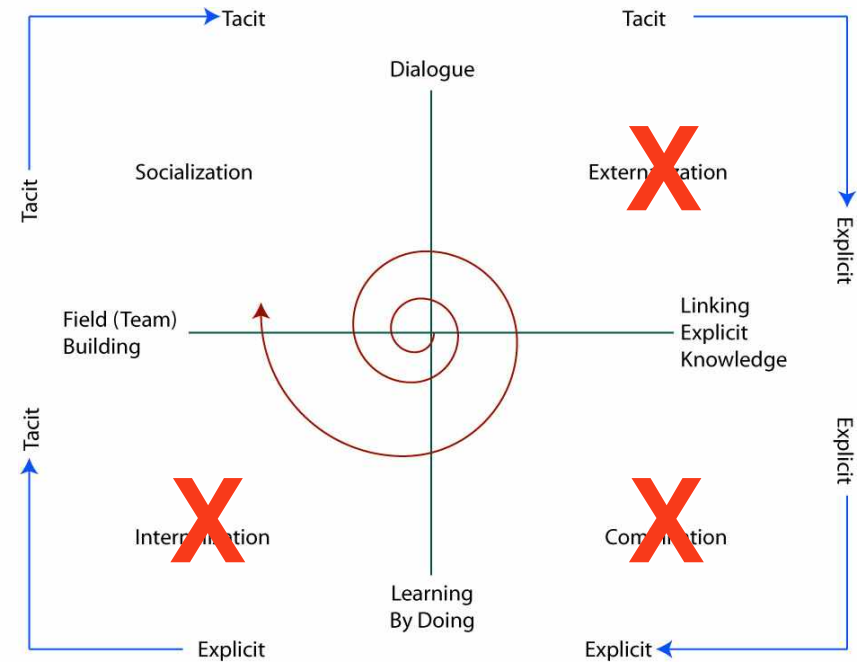 Tacit
Tacit
Dialogue
Socialization
Tacit
Explicit
Field (Team)
Building
Linking
Explicit
Knowledge
Tacit
Explicit
Learning
By Doing
Explicit
Explicit